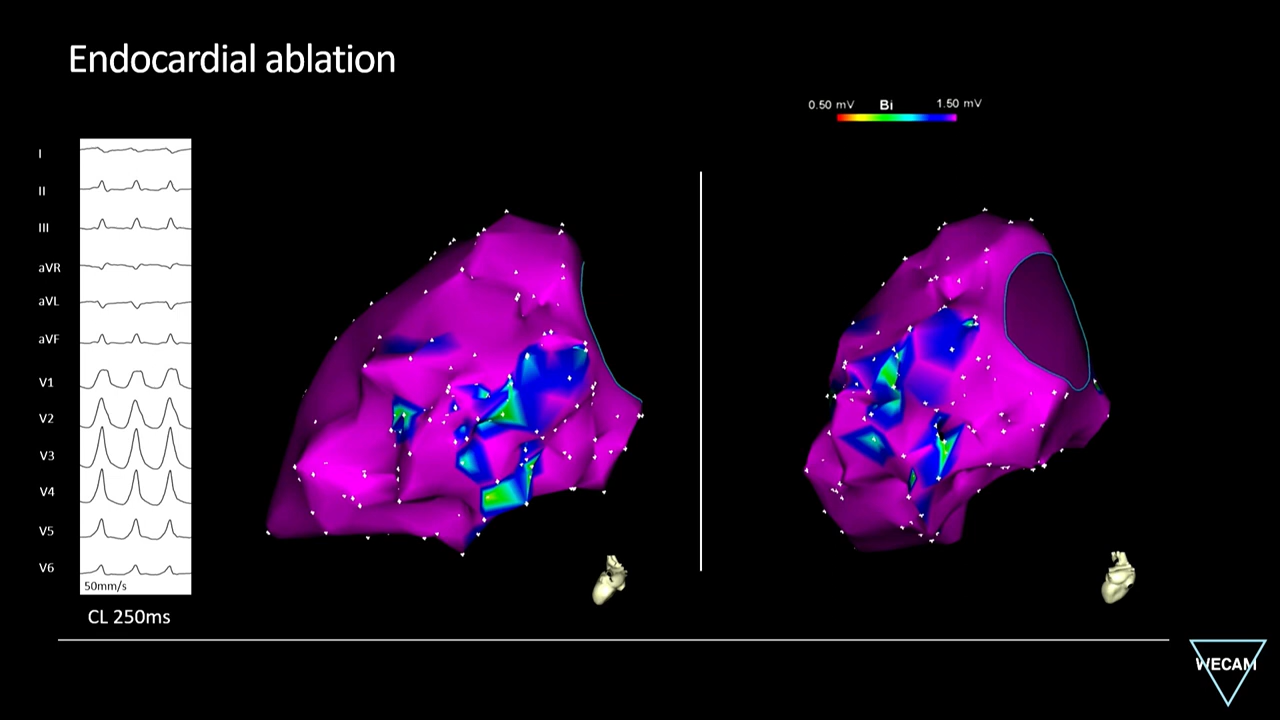 Endocardial ablation
0.50 mV Bi 1.50 mV
I
II
III
aVR
aVL
aVF
V1
V2
V3
V4
V5
V6
50mm/s
CL 250ms
WECAM